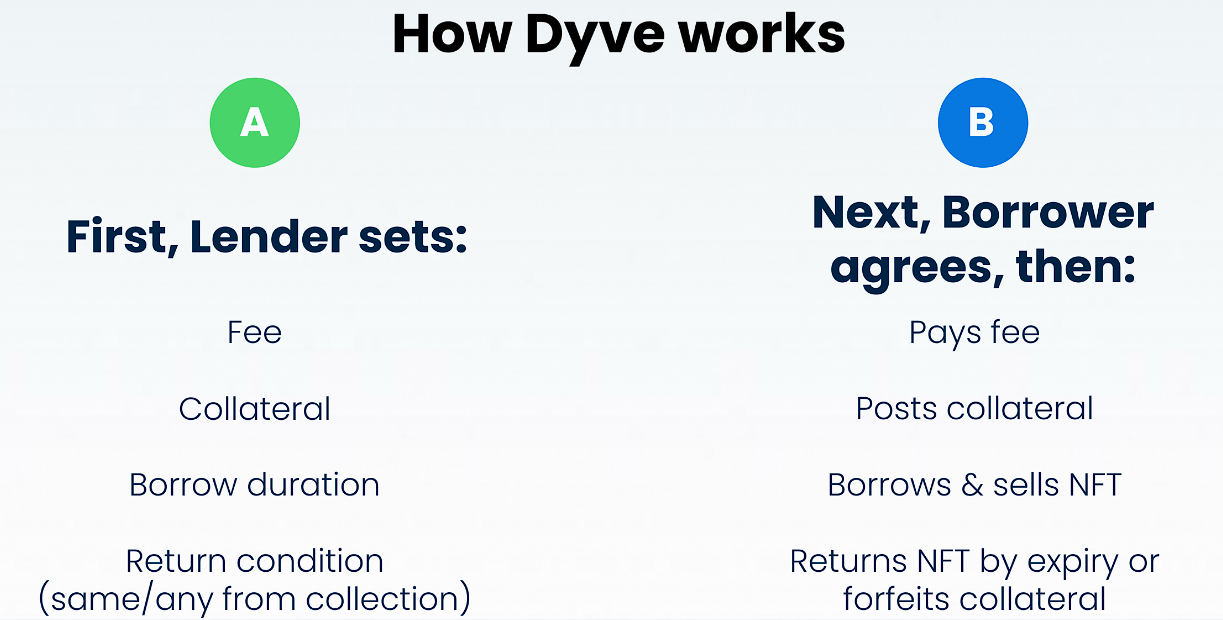 How Dyve works
A
First, Lender sets:
Fee
Collateral
Borrow duration
Return condition
(same/any from collection)
B
Next, Borrower
agrees, then:
Pays fee
Posts collateral
Borrows & sells NFT
Returns NFT by expiry or
forfeits collateral